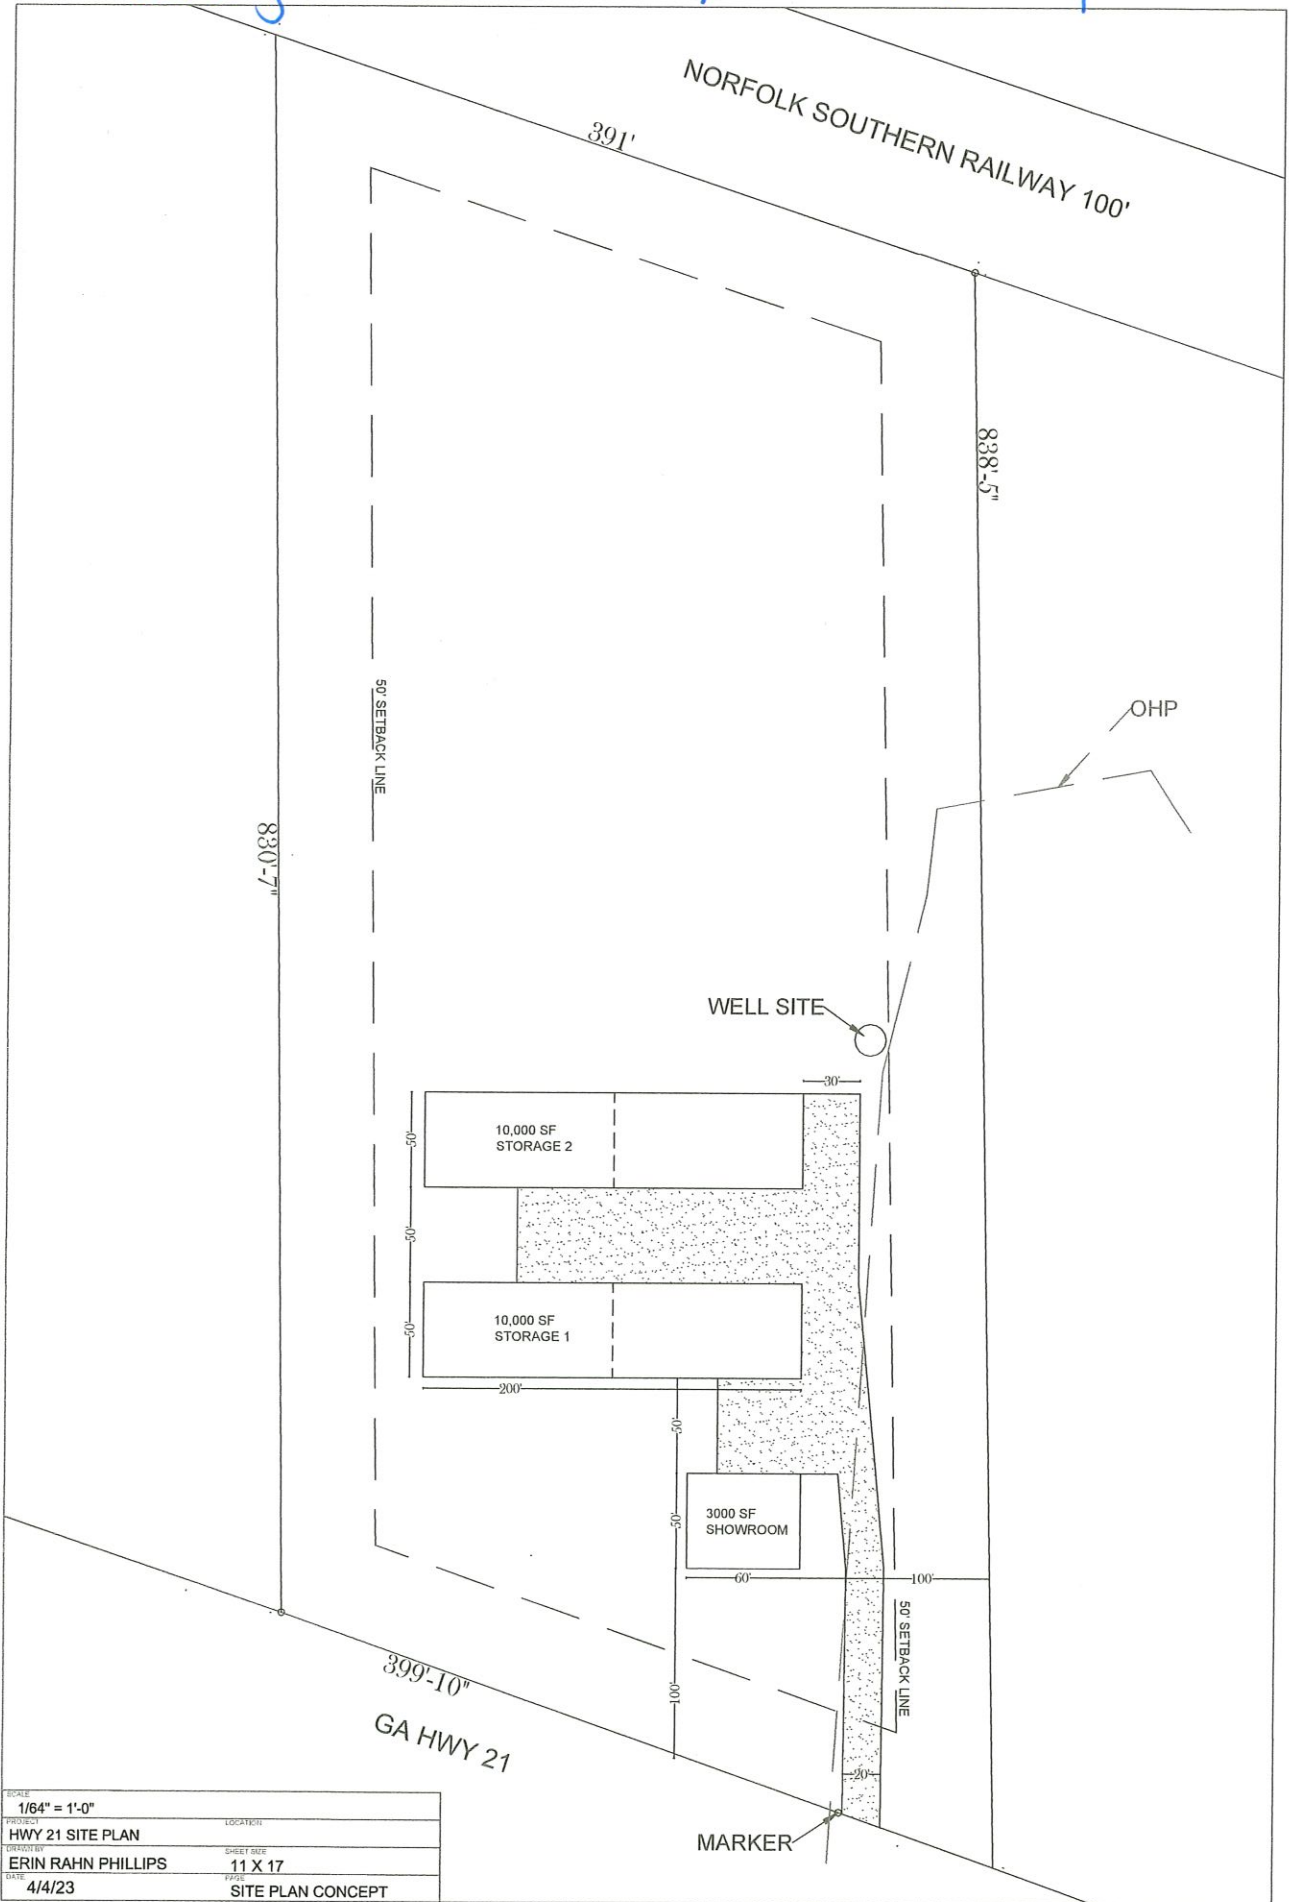 NORFOLK SOUTHERN RAILWAY 100'
391'
838'-5"
OHP
50' SETBACK LINE
830'-7"
WELL SITE
30'
10,000 SF
STORAGE 2
50'
50'
10,000 SF
STORAGE 1
50'
200'
50'
3000 SF
SHOWROOM
50'
60'
100'
50' SETBACK LINE
399'-10"
100'
GA HWY 21
20'
MARKER
SCALE
1/64" = 1'-0"
PROJECT
HWY 21 SITE PLAN
LOCATION
DRAWN BY
ERIN RAHN PHILLIPS
SHEET SIZE
11 X 17
DATE
4/4/23
PAGE
SITE PLAN CONCEPT